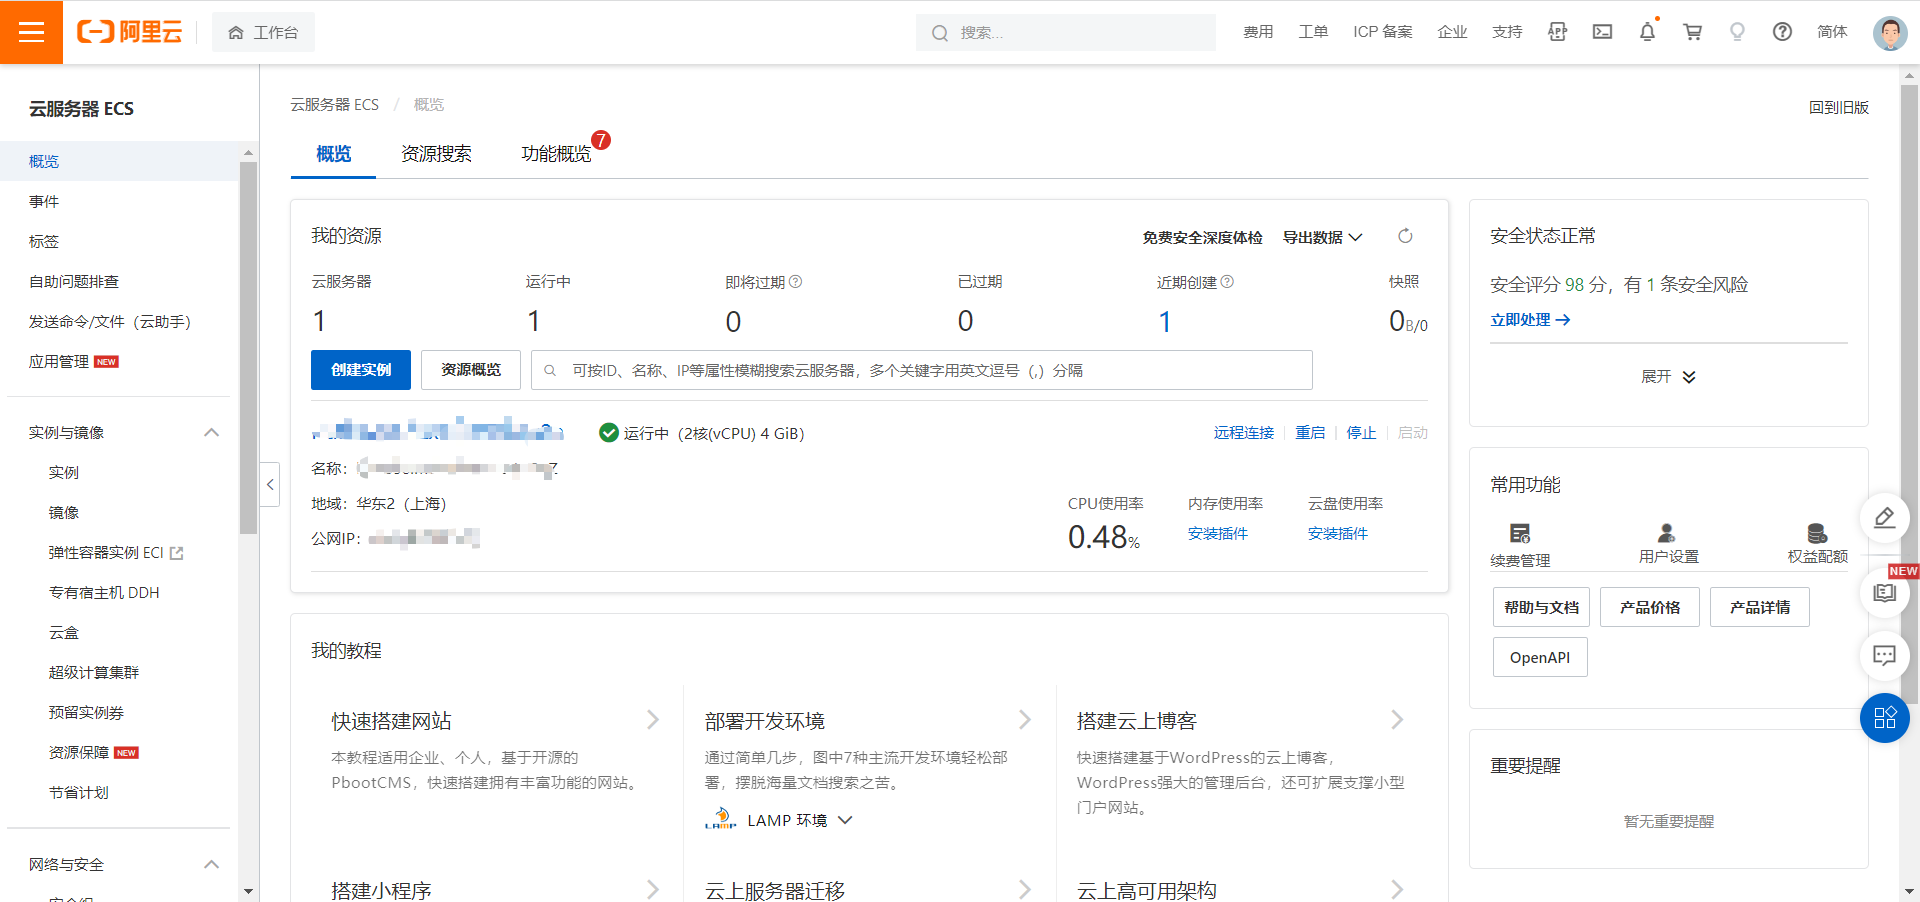 阿里云
工作台
搜索...
费用
工单
ICP 备案
企业
支持
APP
简体
云服务器 ECS
概览
事件
标签
自助问题排查
发送命令/文件（云助手）
应用管理 NEW
实例与镜像
实例
镜像
弹性容器实例 ECI
专有宿主机 DDH
云盒
超级计算集群
预留实例券
资源保障 NEW
节省计划
网络与安全
云服务器 ECS / 概览
回到旧版
概览
资源搜索
功能概览
7
我的资源
免费安全深度体检
导出数据
云服务器
运行中
即将过期
已过期
近期创建
快照
1
1
0
0
1
0B/0
创建实例
资源概览
可按ID、名称、IP等属性模糊搜索云服务器，多个关键字用英文逗号（,）分隔
运行中（2核(vCPU) 4 GiB）
远程连接
重启
停止
启动
名称：
地域：华东2（上海）
公网IP：
CPU使用率
内存使用率
云盘使用率
0.48%
安装插件
安装插件
我的教程
快速搭建网站
本教程适用企业、个人，基于开源的
PbootCMS，快速搭建拥有丰富功能的网站。
部署开发环境
通过简单几步，图中7种主流开发环境轻松部
署，摆脱海量文档搜索之苦。
LAMP
LAMP 环境
搭建云上博客
快速搭建基于WordPress的云上博客，
WordPress强大的管理后台，还可扩展支撑小型
门户网站。
搭建小程序
云上服务器迁移
云上高可用架构
安全状态正常
安全评分 98 分，有 1 条安全风险
立即处理
展开
常用功能
续费管理
用户设置
权益配额
帮助与文档
产品价格
产品详情
OpenAPI
NEW
重要提醒
暂无重要提醒